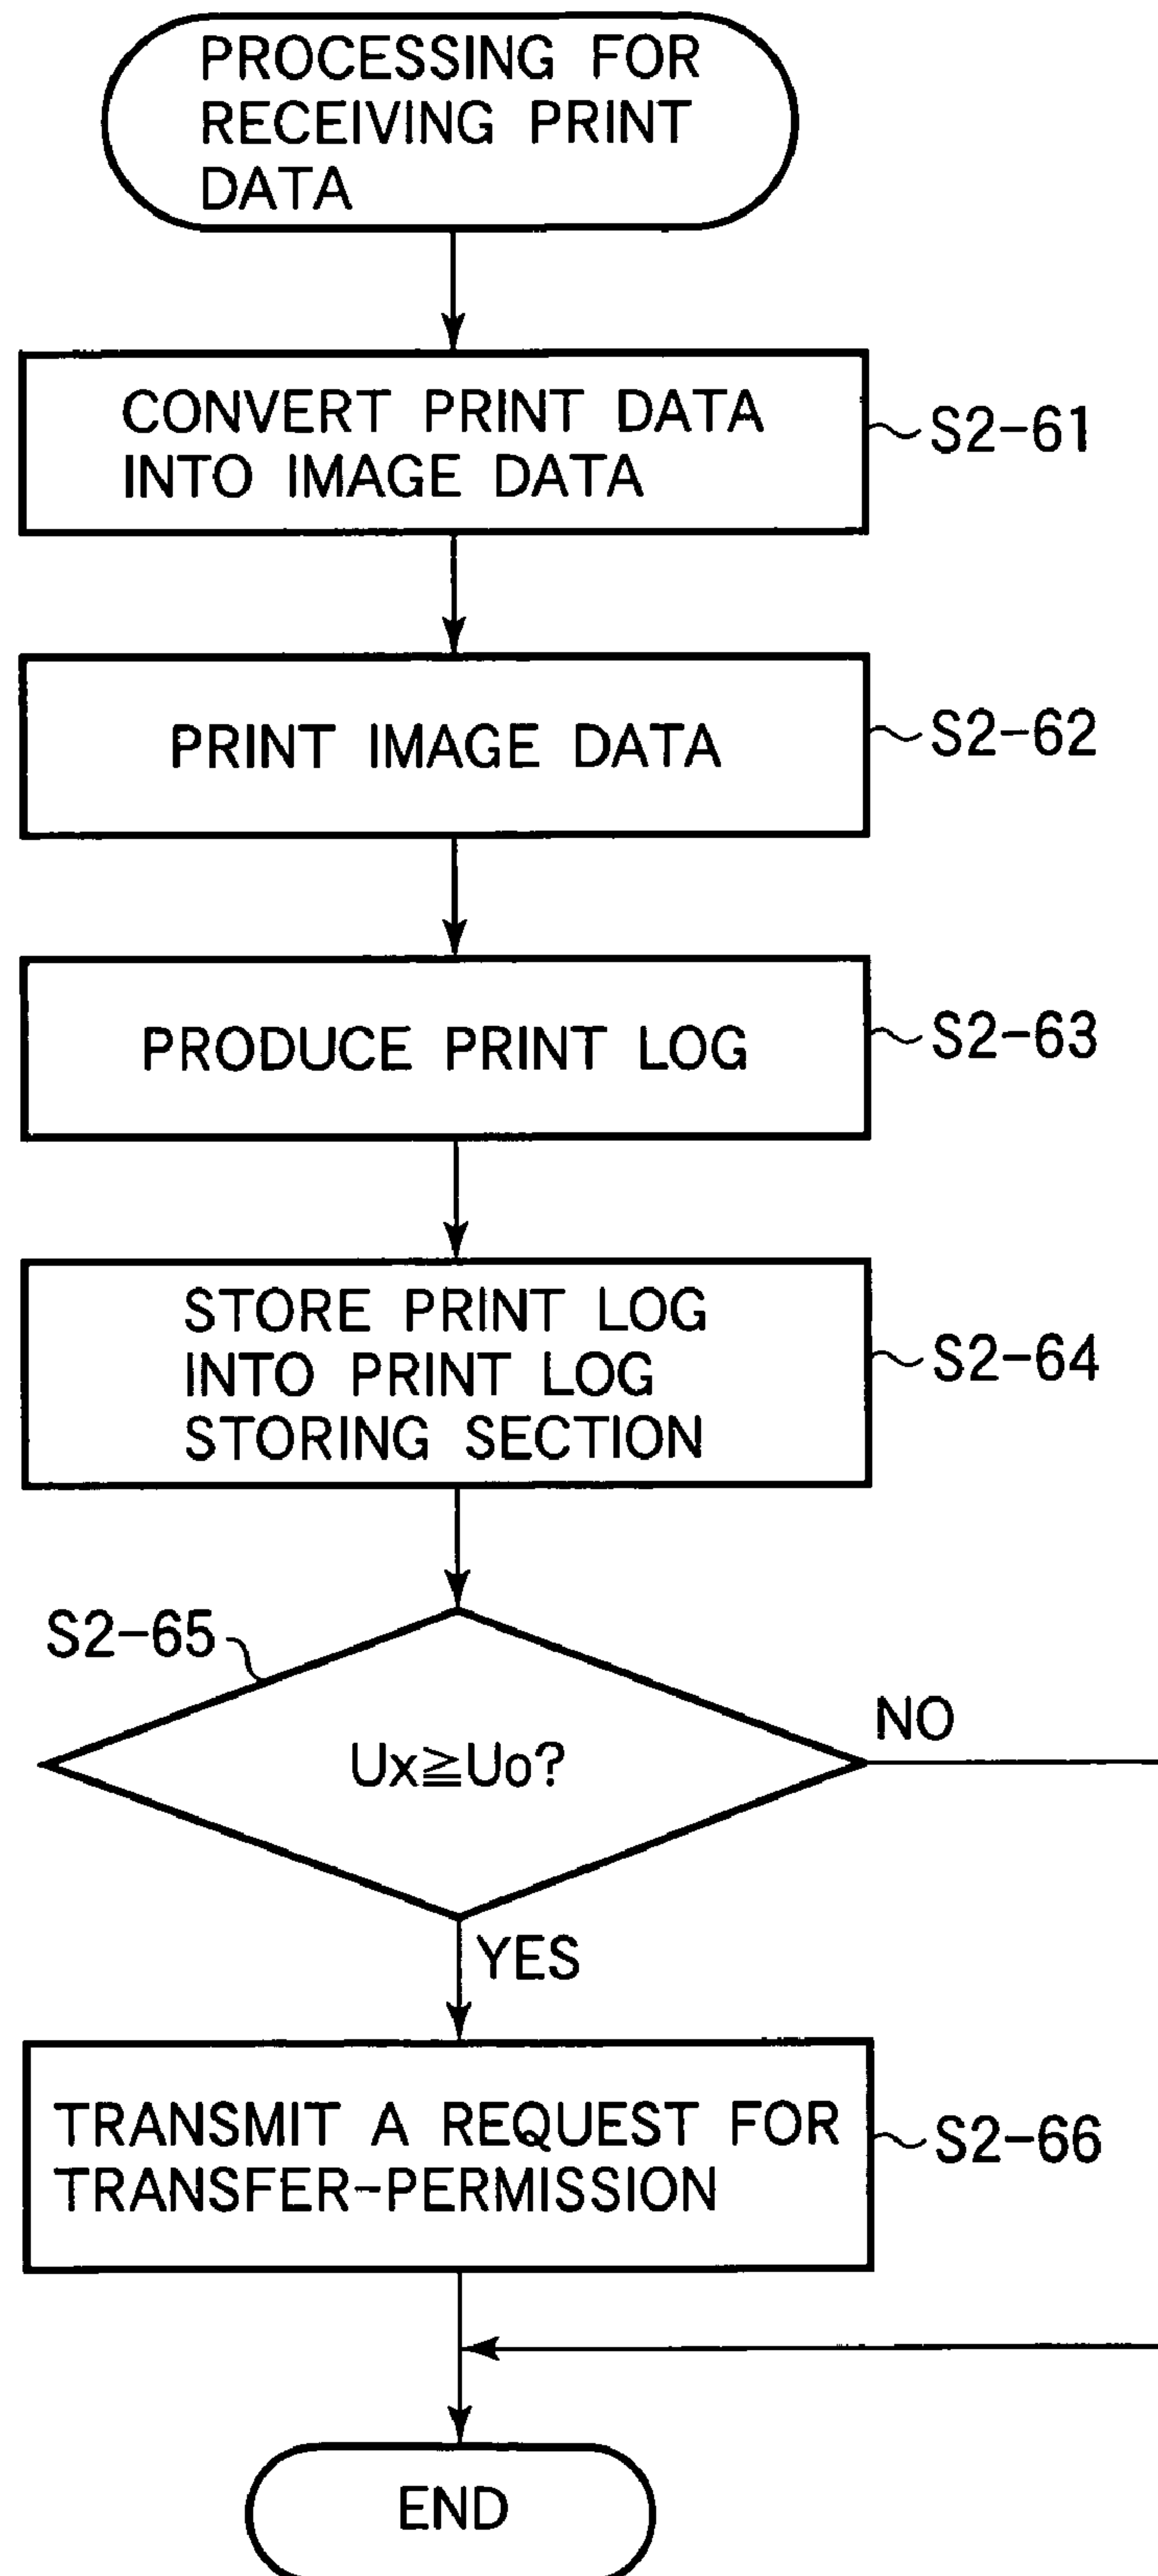 PROCESSING FOR
RECEIVING PRINT
DATA
CONVERT PRINT DATA
INTO IMAGE DATA
S2-61
PRINT IMAGE DATA
S2-62
PRODUCE PRINT LOG
S2-63
STORE PRINT LOG
INTO PRINT LOG
STORING SECTION
S2-64
S2-65
Ux≧Uo?
NO
YES
TRANSMIT A REQUEST FOR
TRANSFER-PERMISSION
S2-66
END